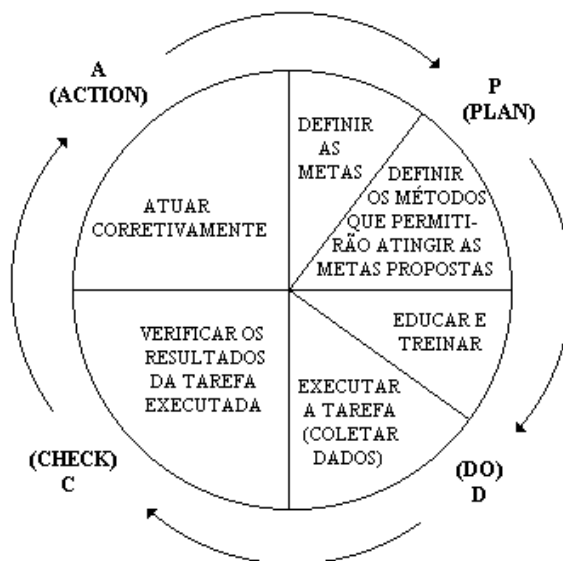 A
(ACTION)
P
(PLAN)
DEFINIR
AS
METAS
DEFINIR
OS MÉTODOS
QUE PERMITI-
RÃO ATINGIR AS
METAS PROPOSTAS
EDUCAR E
TREINAR
EXECUTAR
A TAREFA
(COLETAR
DADOS)
(DO)
D
VERIFICAR OS
RESULTADOS
DA TAREFA
EXECUTADA
(CHECK)
C
ATUAR
CORRETIVAMENTE